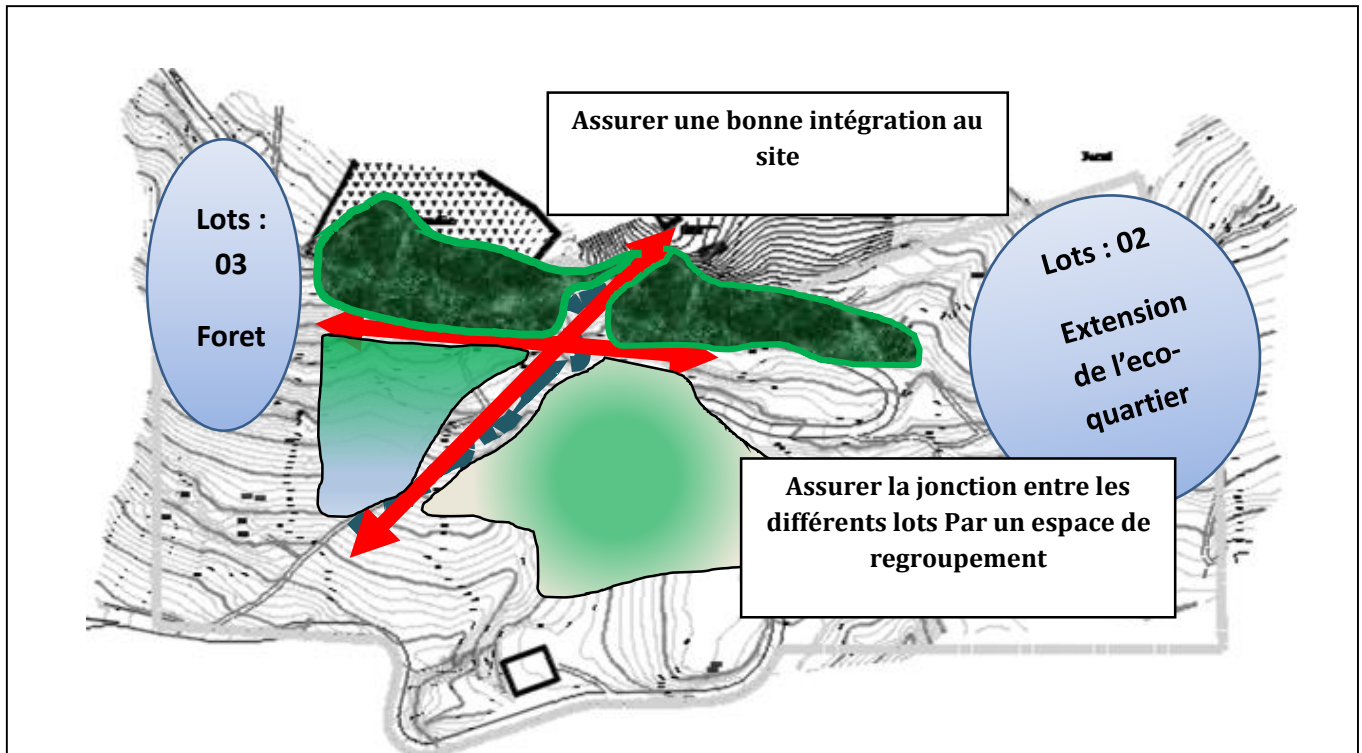 Assurer une bonne intégration au
site
Lots :
03
Foret
Lots : 02
Extension
de l'eco-
quartier
Assurer la jonction entre les
différents lots Par un espace de
regroupement